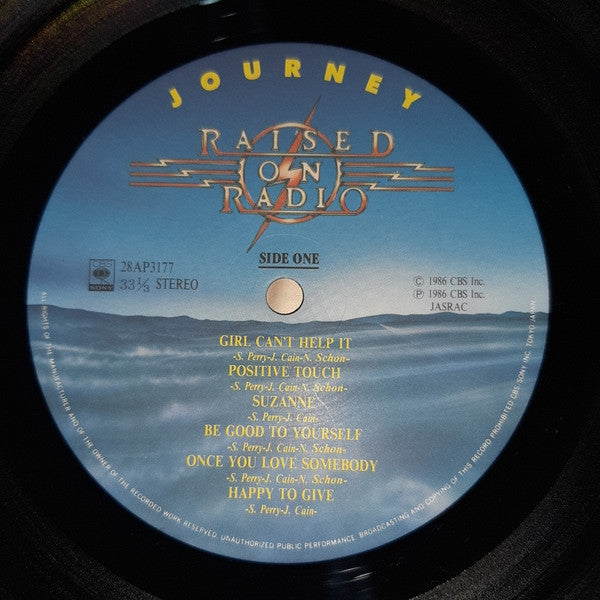 JOURNEY
RAISED
ON
RADIO
SIDE ONE
CBS
SONY
28AP3177
33⅓ STEREO
© 1986 CBS Inc.
℗ 1986 CBS Inc.
JASRAC
GIRL CAN'T HELP IT
-S. Perry-J. Cain-N. Schon-
POSITIVE TOUCH
-S. Perry-J. Cain-N. Schon-
SUZANNE
-S. Perry-J. Cain-
BE GOOD TO YOURSELF
-S. Perry-J. Cain-N. Schon-
ONCE YOU LOVE SOMEBODY
-S. Perry-J. Cain-N. Schon-
HAPPY TO GIVE
-S. Perry-J. Cain-
ALL RIGHTS OF THE MANUFACTURER AND OF THE OWNER OF THE RECORDED WORK RESERVED. UNAUTHORIZED PUBLIC PERFORMANCE BROADCASTING AND COPYING OF THIS RECORD PROHIBITED CBS/SONY INC. TOKYO JAPAN